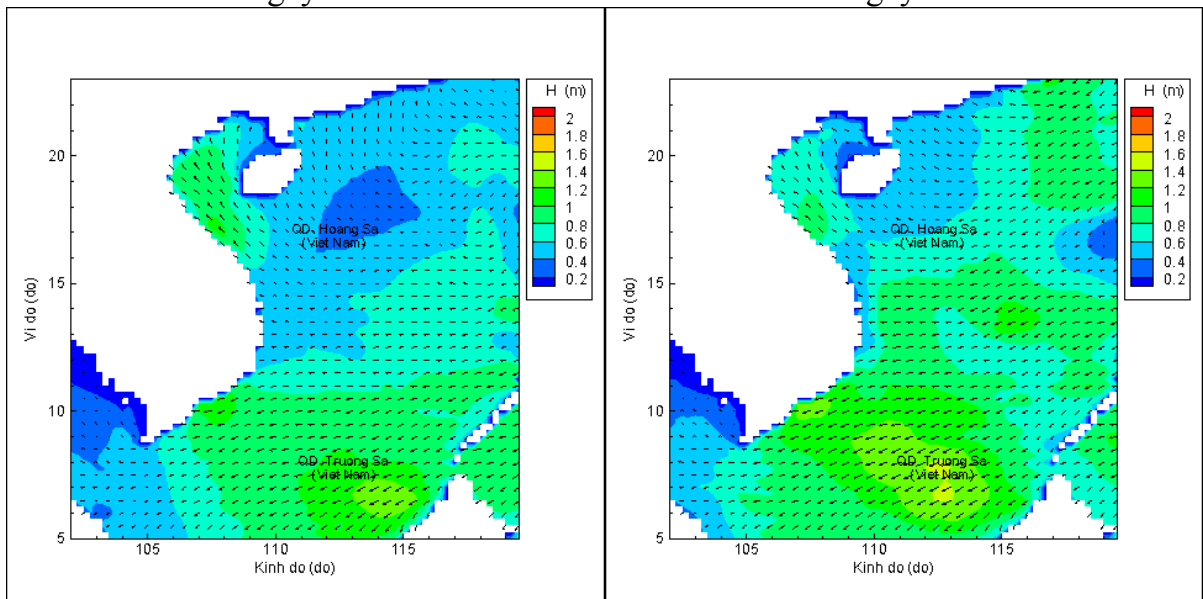 H (m)
2
1.8
1.6
1.4
1.2
1
0.8
0.6
0.4
0.2
20
15
10
5
105
110
115
Vi do (do)
Kinh do (do)
QD. Hoang Sa
(Viet Nam)
QD. Truong Sa
(Viet Nam)
H (m)
2
1.8
1.6
1.4
1.2
1
0.8
0.6
0.4
0.2
20
15
10
5
105
110
115
Vi do (do)
Kinh do (do)
QD. Hoang Sa
(Viet Nam)
QD. Truong Sa
(Viet Nam)